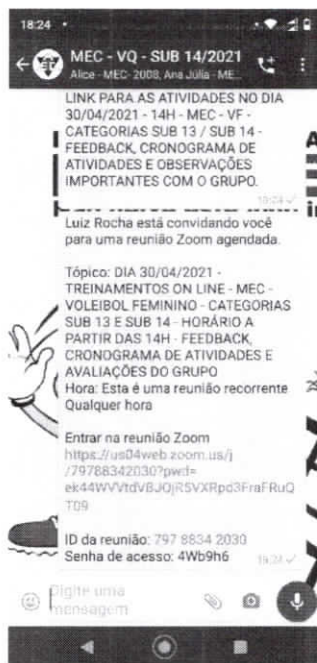 18:24
MEC - VQ - SUB 14/2021
Alice - MEC- 2008, Ana Júlia - ME...
LINK PARA AS ATIVIDADES NO DIA
30/04/2021 - 14H - MEC - VF -
CATEGORIAS SUB 13 / SUB 14 -
FEEDBACK, CRONOGRAMA DE
ATIVIDADES E OBSERVAÇÕES
IMPORTANTES COM O GRUPO.
Luiz Rocha está convidando você
para uma reunião Zoom agendada.
Tópico: DIA 30/04/2021 -
TREINAMENTOS ON LINE - MEC -
VOLEIBOL FEMININO - CATEGORIAS
SUB 13 E SUB 14 - HORÁRIO A
PARTIR DAS 14H - FEEDBACK,
CRONOGRAMA DE ATIVIDADES E
AVALIAÇÕES DO GRUPO
Hora: Esta é uma reunião recorrente
Qualquer hora
Entrar na reunião Zoom
https://us04web.zoom.us/j
/79788342030?pwd=
ek44WVVtdVBJOjRSVXRpd3FraFRuQ
T09
ID da reunião: 797 8834 2030
Senha de acesso: 4Wb9h6
18:24
Digite uma
mensagem